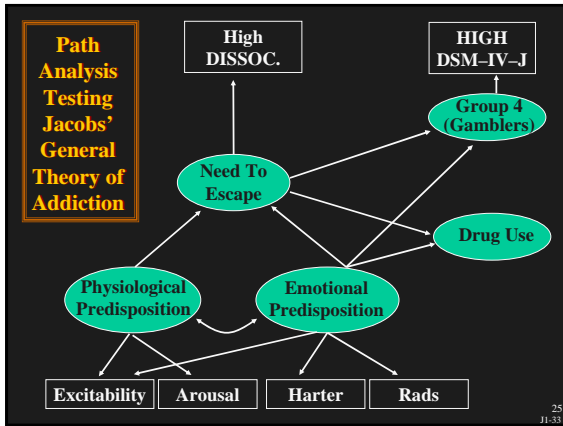 Path
Analysis
Testing
Jacobs’
General
Theory of
Addiction
High
DISSOC.
HIGH
DSM–IV–J
Group 4
(Gamblers)
Need To
Escape
Drug Use
Physiological
Predisposition
Emotional
Predisposition
Excitability
Arousal
Harter
Rads
25
J1-33